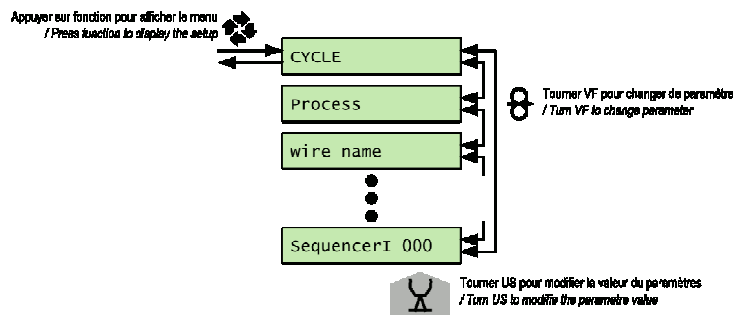 Appuyer sur fonction pour afficher le menu
/ Press function to display the setup
CYCLE
Process
Tourner VF pour changer de paramètre
/ Turn VF to change parameter
wire name
SequencerI 000
Tourner US pour modifier la valeur du paramètres
/ Turn US to modifie the parametre value